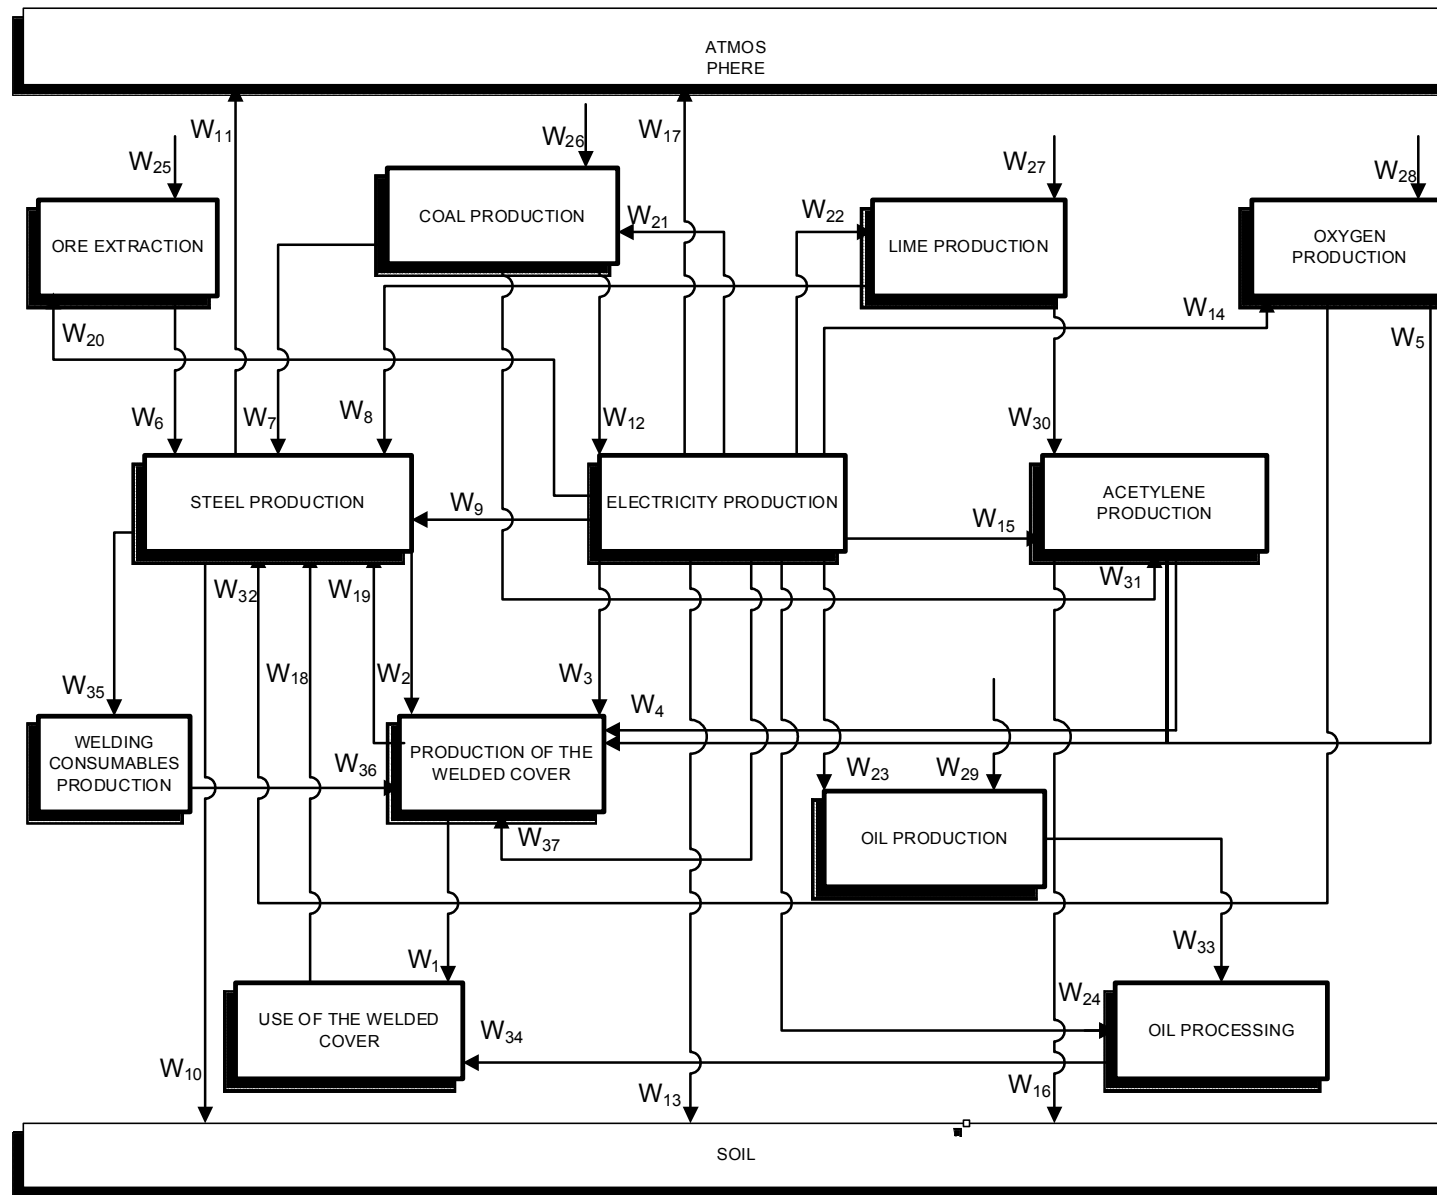 ATMOS
PHERE
W11
W26
W17
W25
W27
W28
COAL PRODUCTION
W21
W22
ORE EXTRACTION
LIME PRODUCTION
OXYGEN
PRODUCTION
W20
W14
W5
W6
W7
W8
W12
W30
STEEL PRODUCTION
W9
ELECTRICITY PRODUCTION
W15
ACETYLENE
PRODUCTION
W32
W19
W31
W35
W18
W2
W3
W4
WELDING
CONSUMABLES
PRODUCTION
W36
PRODUCTION OF THE
WELDED COVER
W23
W29
W37
OIL PRODUCTION
W1
W33
USE OF THE WELDED
COVER
W34
W24
OIL PROCESSING
W10
W13
W16
SOIL